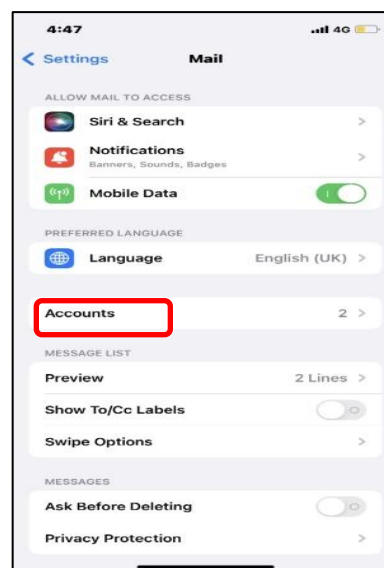 4:47 4G
Settings Mail
ALLOW MAIL TO ACCESS
Siri & Search
Notifications
Banners, Sounds, Badges
Mobile Data
PREFERRED LANGUAGE
Language English (UK)
Accounts 2
MESSAGE LIST
Preview 2 Lines
Show To/Cc Labels
Swipe Options
MESSAGES
Ask Before Deleting
Privacy Protection